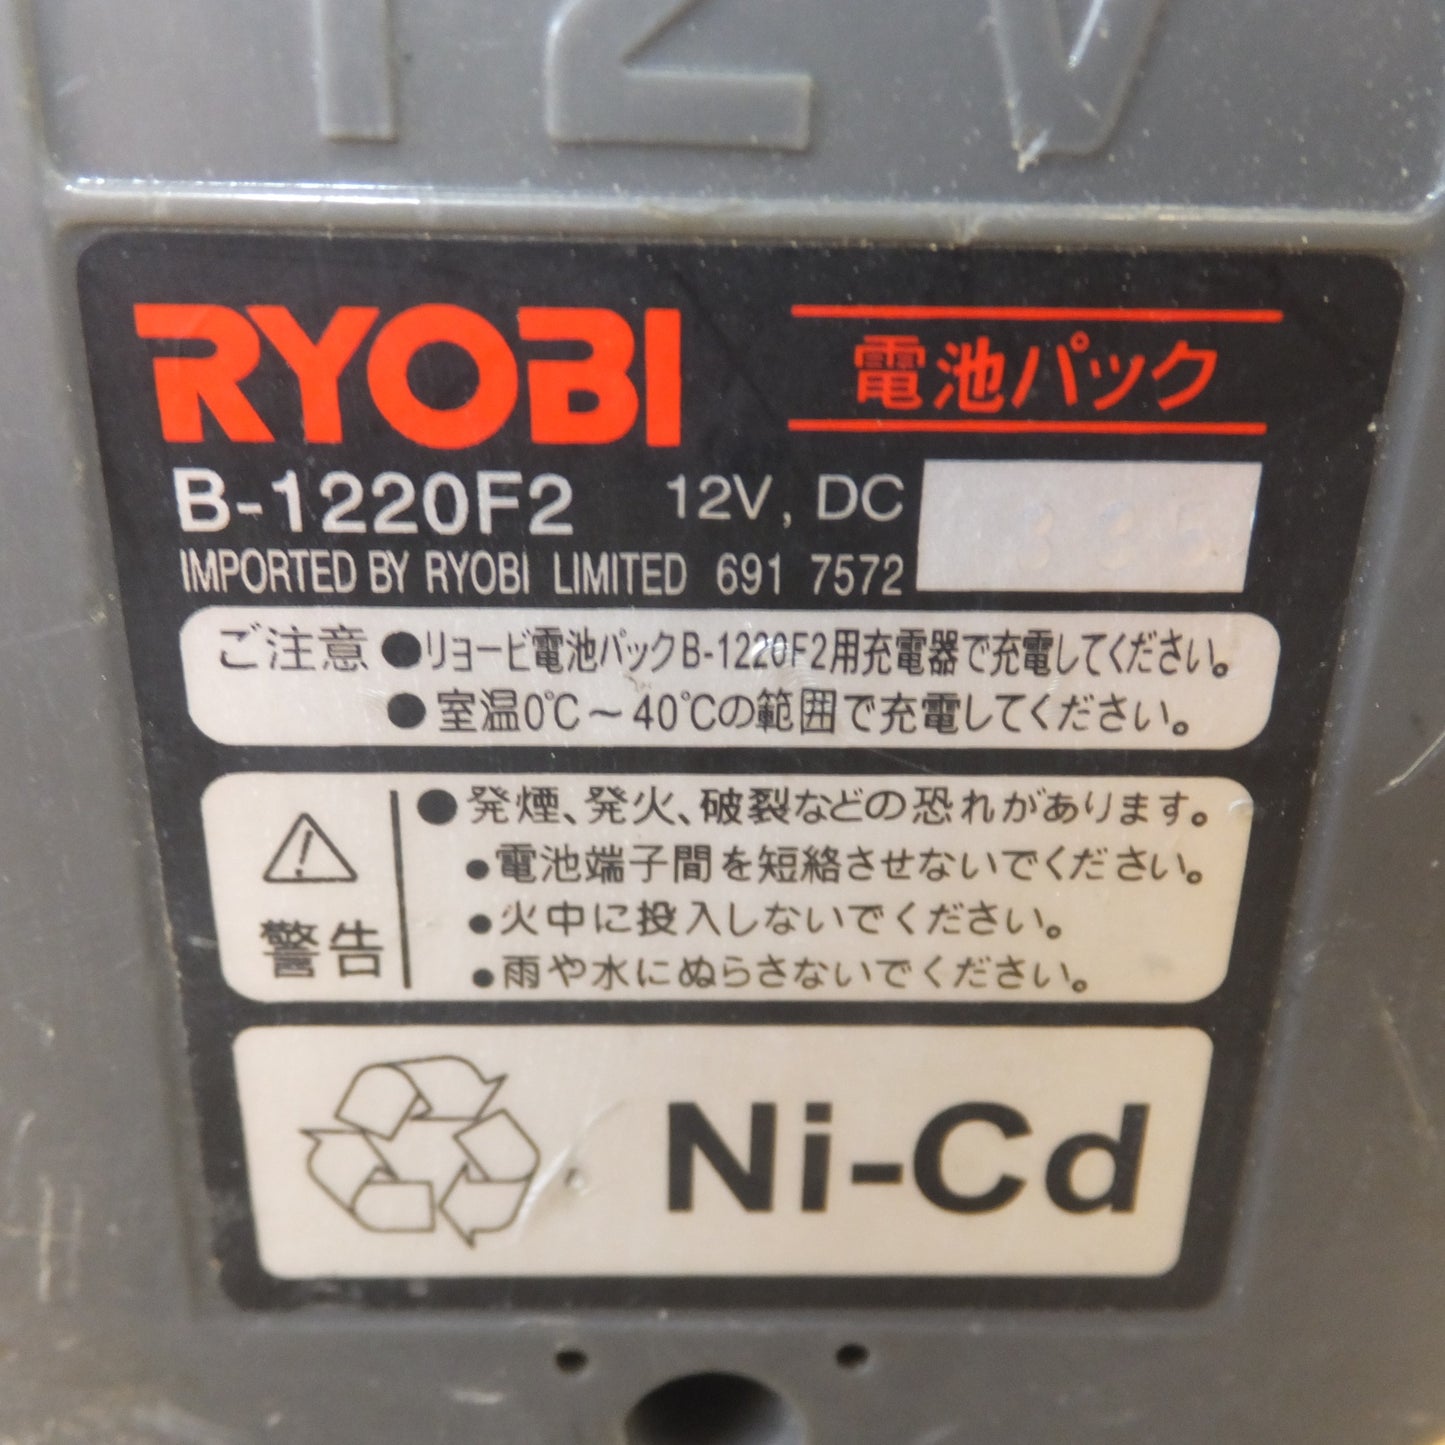 12V
RYOBI 電池パック
B-1220F2 12V, DC
IMPORTED BY RYOBI LIMITED 691 7572
ご注意 ●リョービ電池パックB-1220F2用充電器で充電してください。
●室温0℃～40℃の範囲で充電してください。
●発煙、発火、破裂などの恐れがあります。
●電池端子間を短絡させないでください。
警告 ●火中に投入しないでください。
●雨や水にぬらさないでください。
Ni-Cd